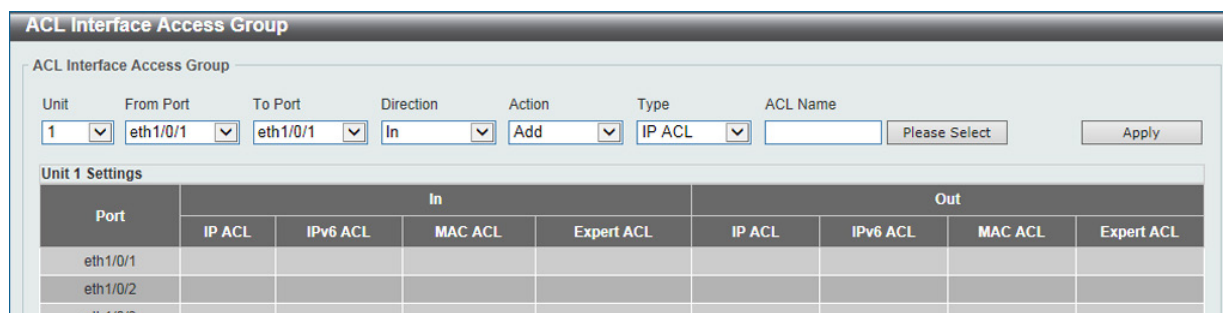 ACL Interface Access Group
ACL Interface Access Group
Unit From Port To Port Direction Action Type ACL Name
1 eth1/0/1 eth1/0/1 In Add IP ACL Please Select Apply
Unit 1 Settings
Port In Out
IP ACL IPv6 ACL MAC ACL Expert ACL IP ACL IPv6 ACL MAC ACL Expert ACL
eth1/0/1
eth1/0/2